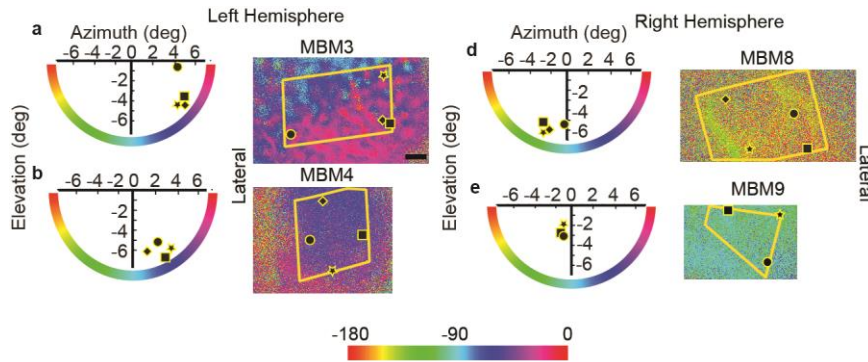 Left Hemisphere
Right Hemisphere
a
Azimuth (deg)
-6 -4 -2 0 2 4 6
-2
-4
-6
Elevation (deg)
MBM3
Lateral
b
-6 -4 -2 0 2 4 6
-2
-4
-6
MBM4
d
Azimuth (deg)
-6 -4 -2 0 2 4 6
-2
-4
-6
Elevation (deg)
MBM8
Lateral
e
-6 -4 -2 0 2 4 6
-2
-4
-6
MBM9
-180 -90 0